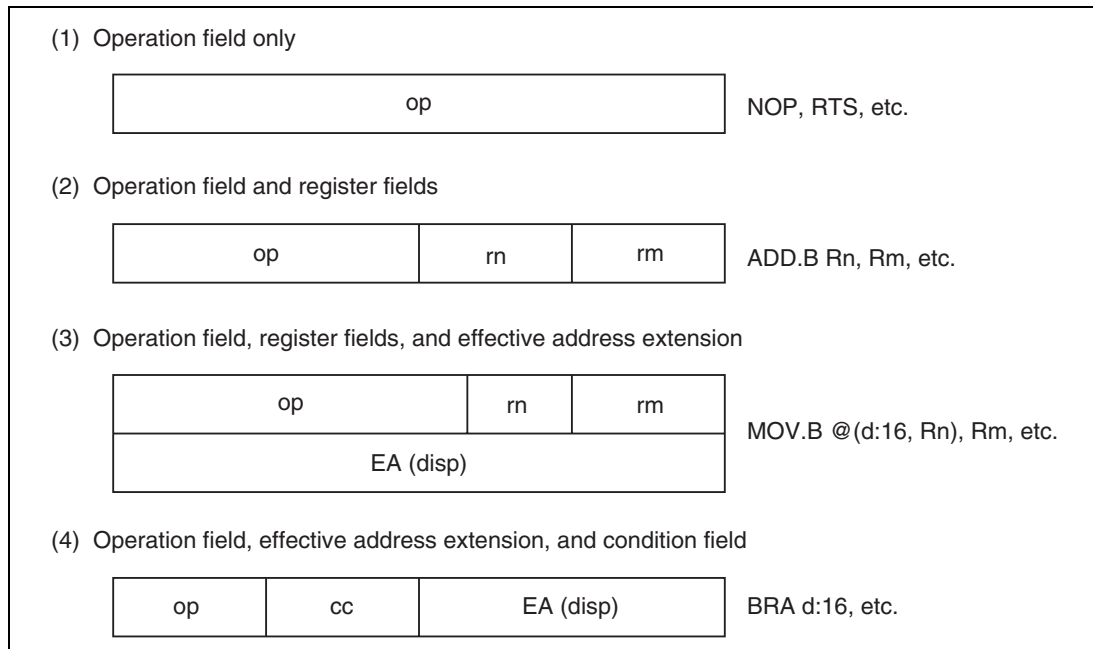 (1) Operation field only
op
NOP, RTS, etc.
(2) Operation field and register fields
op rn rm
ADD.B Rn, Rm, etc.
(3) Operation field, register fields, and effective address extension
op rn rm
EA (disp)
MOV.B @(d:16, Rn), Rm, etc.
(4) Operation field, effective address extension, and condition field
op cc EA (disp)
BRA d:16, etc.